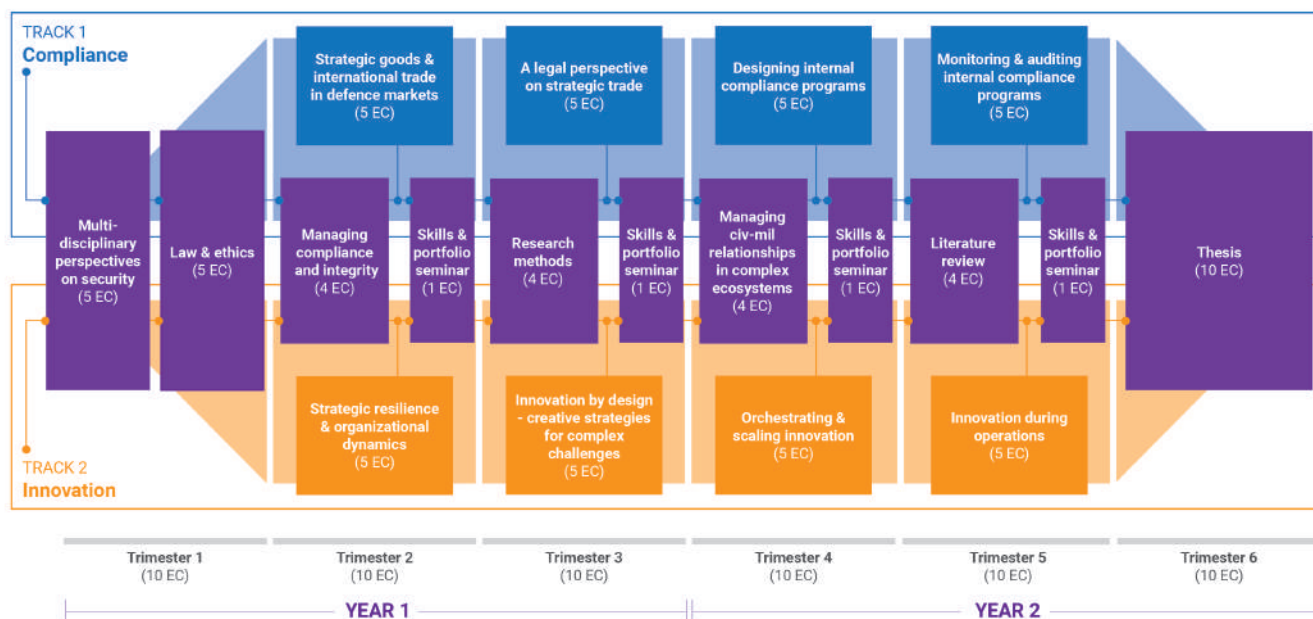 TRACK 1
Compliance
Strategic goods &
international trade
in defence markets
(5 EC)
A legal perspective
on strategic trade
(5 EC)
Designing internal
compliance programs
(5 EC)
Monitoring & auditing
internal compliance
programs
(5 EC)
Multi-
disciplinary
perspectives
on security
(5 EC)
Law & ethics
(5 EC)
Managing
compliance
and integrity
(4 EC)
Skills &
portfolio
seminar
(1 EC)
Research
methods
(4 EC)
Skills &
portfolio
seminar
(1 EC)
Managing
civ-mil
relationships
in complex
ecosystems
(4 EC)
Skills &
portfolio
seminar
(1 EC)
Literature
review
(4 EC)
Skills &
portfolio
seminar
(1 EC)
Thesis
(10 EC)
Strategic resilience
& organizational
dynamics
(5 EC)
Innovation by design
- creative strategies
for complex
challenges
(5 EC)
Orchestrating &
scaling innovation
(5 EC)
Innovation during
operations
(5 EC)
TRACK 2
Innovation
Trimester 1
(10 EC)
Trimester 2
(10 EC)
Trimester 3
(10 EC)
Trimester 4
(10 EC)
Trimester 5
(10 EC)
Trimester 6
(10 EC)
YEAR 1
YEAR 2